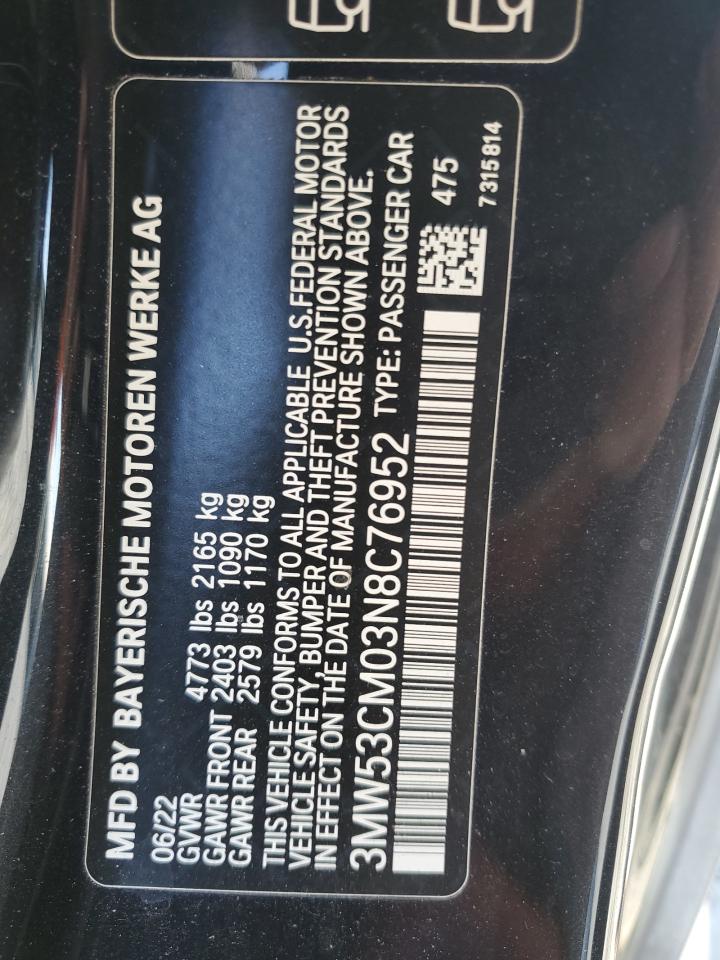 MFD BY BAYERISCHE MOTOREN WERKE AG
06/22
GVWR 4773 lbs 2165 kg
GAWR FRONT 2403 lbs 1090 kg
GAWR REAR 2579 lbs 1170 kg
THIS VEHICLE CONFORMS TO ALL APPLICABLE U.S. FEDERAL MOTOR
VEHICLE SAFETY, BUMPER AND THEFT PREVENTION STANDARDS
IN EFFECT ON THE DATE OF MANUFACTURE SHOWN ABOVE.
3MW53CM03N8C76952 TYPE: PASSENGER CAR
475
7 315 814